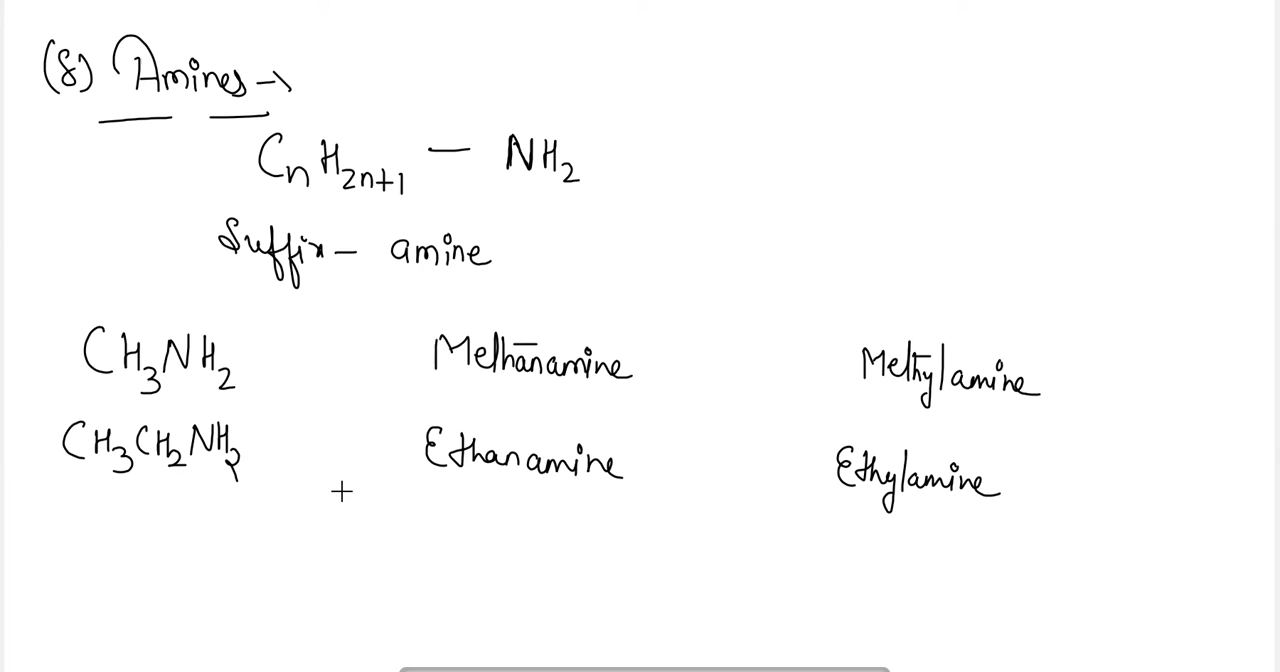 (8) Amines →
CnH2n+1 — NH2
Suffix - amine
CH3NH2 Methanamine Methylamine
CH3CH2NH2 Ethanamine Ethylamine